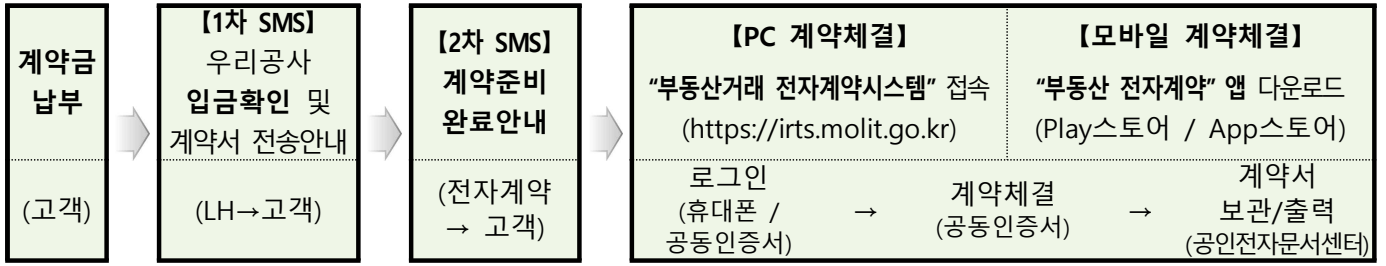 계약금
납부
(고객)
【1차 SMS】
우리공사
입금확인 및
계약서 전송안내
(LH→고객)
【2차 SMS】
계약준비
완료안내
(전자계약
→ 고객)
【PC 계약체결】
“부동산거래 전자계약시스템” 접속
(https://irts.molit.go.kr)
【모바일 계약체결】
“부동산 전자계약” 앱 다운로드
(Play스토어 / App스토어)
로그인
(휴대폰 /
공동인증서)
→
계약체결
(공동인증서)
→
계약서
보관/출력
(공인전자문서센터)